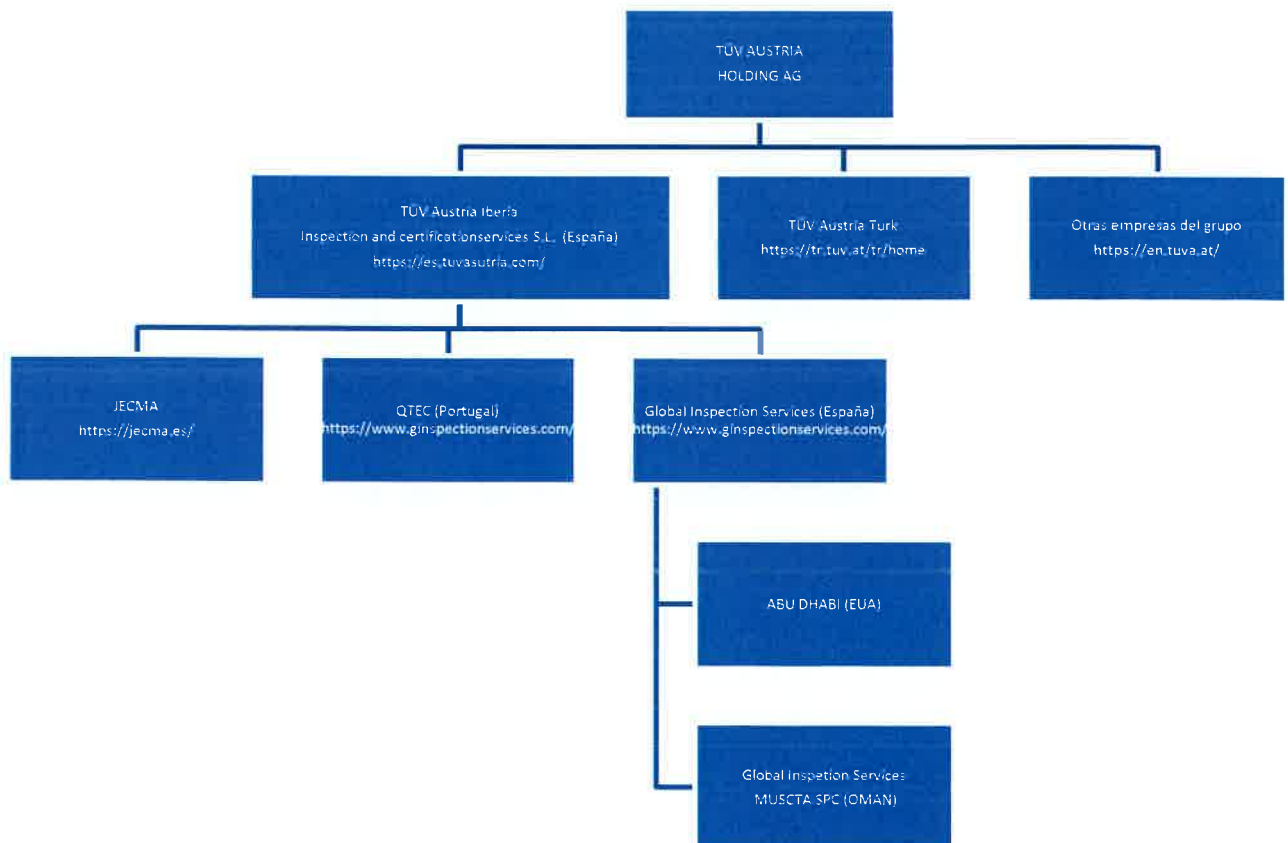 TÜV AUSTRIA
HOLDING AG
TÜV Austria Iberia
Inspection and certificationservices S.L. (España)
https://es.tuvasutria.com/
TÜV Austria Turk
https://tr.tuv.at/tr/home
Otras empresas del grupo
https://en.tuva.at/
JECMA
https://jecma.es/
QTEC (Portugal)
https://www.ginspectionservices.com/
Global Inspection Services (España)
https://www.ginspectionservices.com/
ABU DHABI (EUA)
Global Inspetion Services
MUSCTA SPC (OMAN)